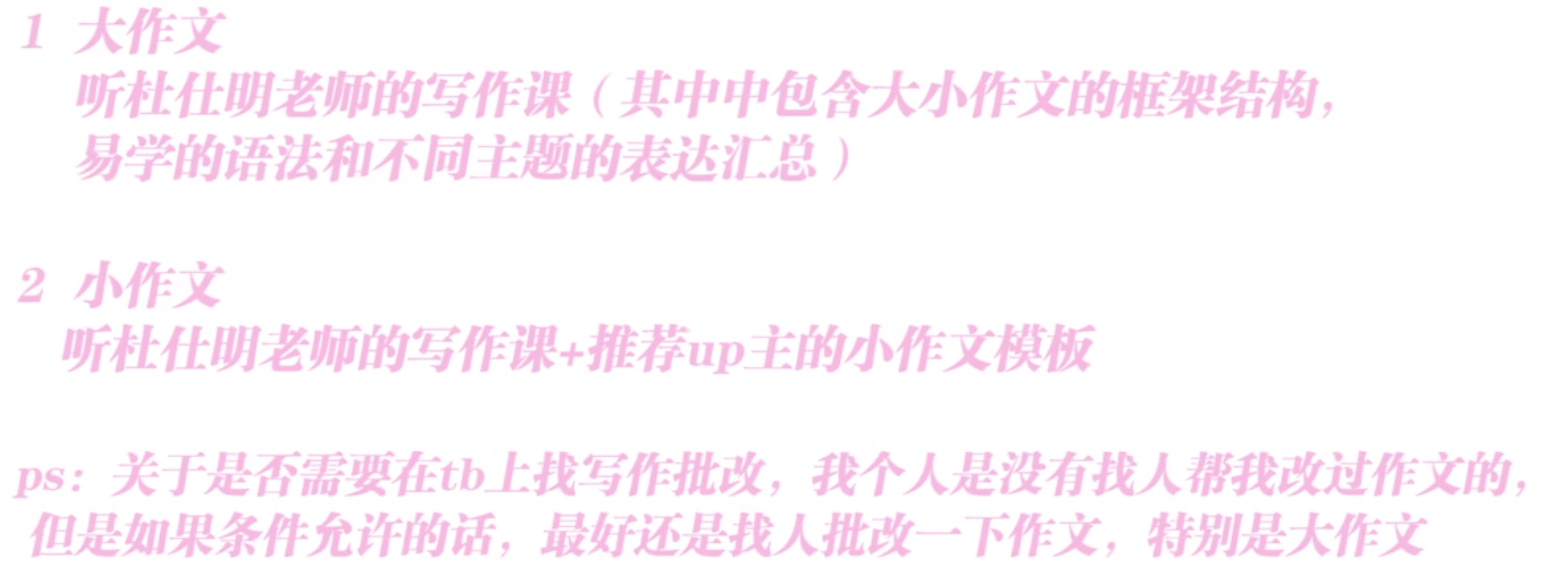 1 大作文
听杜仕明老师的写作课（其中中包含大小作文的框架结构，
易学的语法和不同主题的表达汇总）
2 小作文
听杜仕明老师的写作课+推荐up主的小作文模板
ps：关于是否需要在tb上找写作批改，我个人是没有找人帮我改过作文的，
但是如果条件允许的话，最好还是找人批改一下作文，特别是大作文